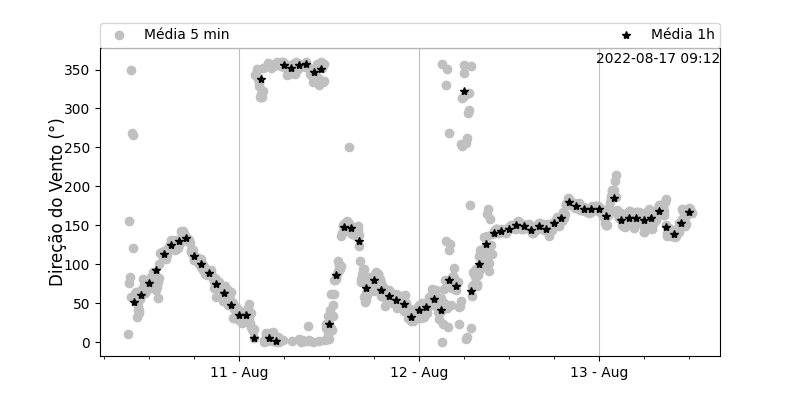 Média 5 min
Média 1h
2022-08-17 09:12
Direção do Vento (°)
350
300
250
200
150
100
50
0
11 - Aug
12 - Aug
13 - Aug